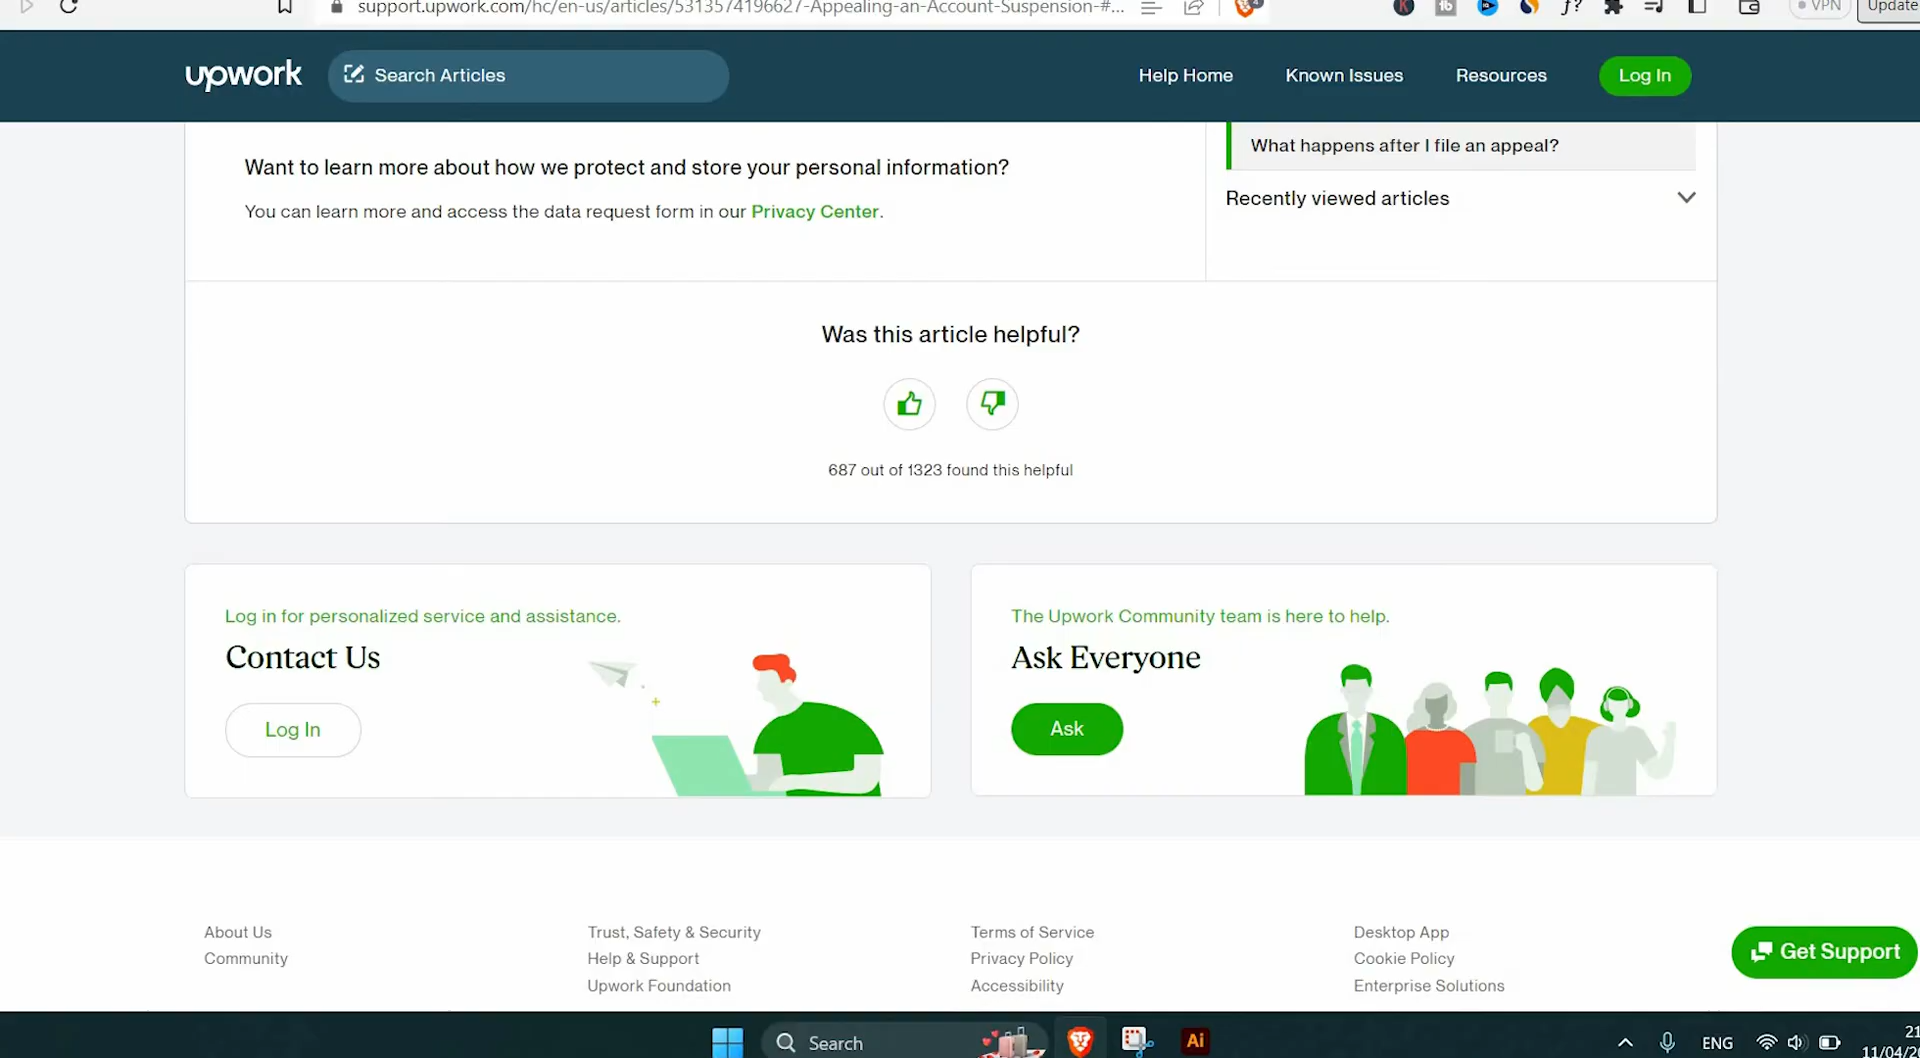 support.upwork.com/hc/en-us/articles/5313574196627-Appealing-an-Account-Suspension-#...
VPN
Update
upwork
Search Articles
Help Home
Known Issues
Resources
Log In
Want to learn more about how we protect and store your personal information?
You can learn more and access the data request form in our Privacy Center.
What happens after I file an appeal?
Recently viewed articles
Was this article helpful?
687 out of 1323 found this helpful
Log in for personalized service and assistance.
Contact Us
Log In
The Upwork Community team is here to help.
Ask Everyone
Ask
About Us
Community
Trust, Safety & Security
Help & Support
Upwork Foundation
Terms of Service
Privacy Policy
Accessibility
Desktop App
Cookie Policy
Enterprise Solutions
Get Support
Search
Ai
ENG
21
11/04/